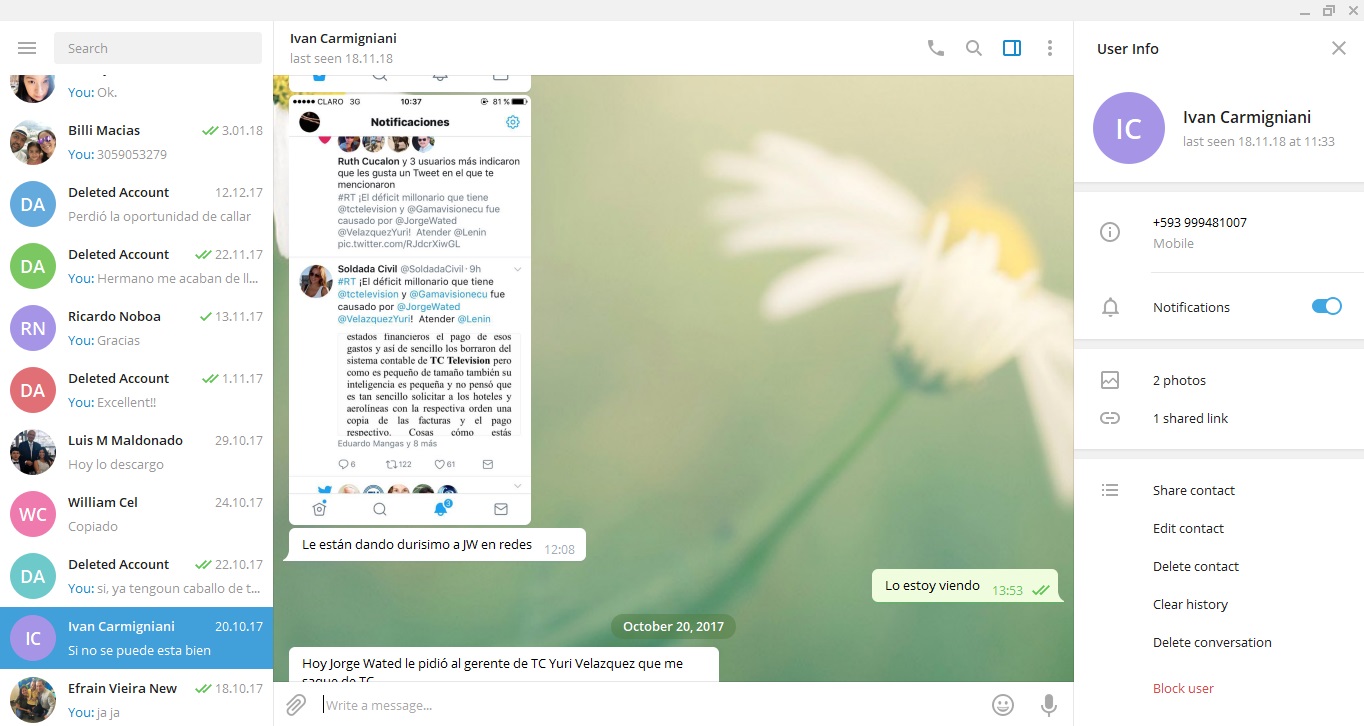 Search
You: Ok.
Billi Macias 3.01.18
You: 3059053279
DA Deleted Account 12.12.17
Perdió la oportunidad de callar
DA Deleted Account 22.11.17
You: Hermano me acaban de ll...
RN Ricardo Noboa 13.11.17
You: Gracias
DA Deleted Account 1.11.17
You: Excellent!!
Luis M Maldonado 29.10.17
Hoy lo descargo
WC William Cel 24.10.17
Copiado
DA Deleted Account 22.10.17
You: si, ya tengoun caballo de t...
IC Ivan Carmigniani 20.10.17
Si no se puede esta bien
Efrain Vieira New 18.10.17
You: ja ja
Ivan Carmigniani
last seen 18.11.18
CLARO 3G 10:37 81 %
Notificaciones
Ruth Cucalon y 3 usuarios más indicaron
que les gusta un Tweet en el que te
mencionaron
#RT ¡El déficit millonario que tiene
@tctelevision y @Gamavisionecu fue
causado por @JorgeWated
@VelazquezYuri! Atender @Lenin
pic.twitter.com/RJdcrXiwGL
Soldada Civil @SoldadaCivil · 9h
#RT ¡El déficit millonario que tiene
@tctelevision y @Gamavisionecu fue
causado por @JorgeWated
@VelazquezYuri! Atender @Lenin
estados financieros el pago de esos
gastos y así de sencillo los borraron del
sistema contable de TC Television pero
como es pequeño de tamaño también su
inteligencia es pequeña y no pensó que
es tan sencillo solicitar a los hoteles y
aerolíneas con la respectiva orden una
copia de las facturas y el pago
respectivo. Cosas cómo estás
Eduardo Mangas y 8 más
6 122 61
3
Le están dando durisimo a JW en redes 12:08
Lo estoy viendo 13:53
October 20, 2017
Hoy Jorge Wated le pidió al gerente de TC Yuri Velazquez que me
saque de TC
Write a message...
User Info
IC
Ivan Carmigniani
last seen 18.11.18 at 11:33
+593 999481007
Mobile
Notifications
2 photos
1 shared link
Share contact
Edit contact
Delete contact
Clear history
Delete conversation
Block user